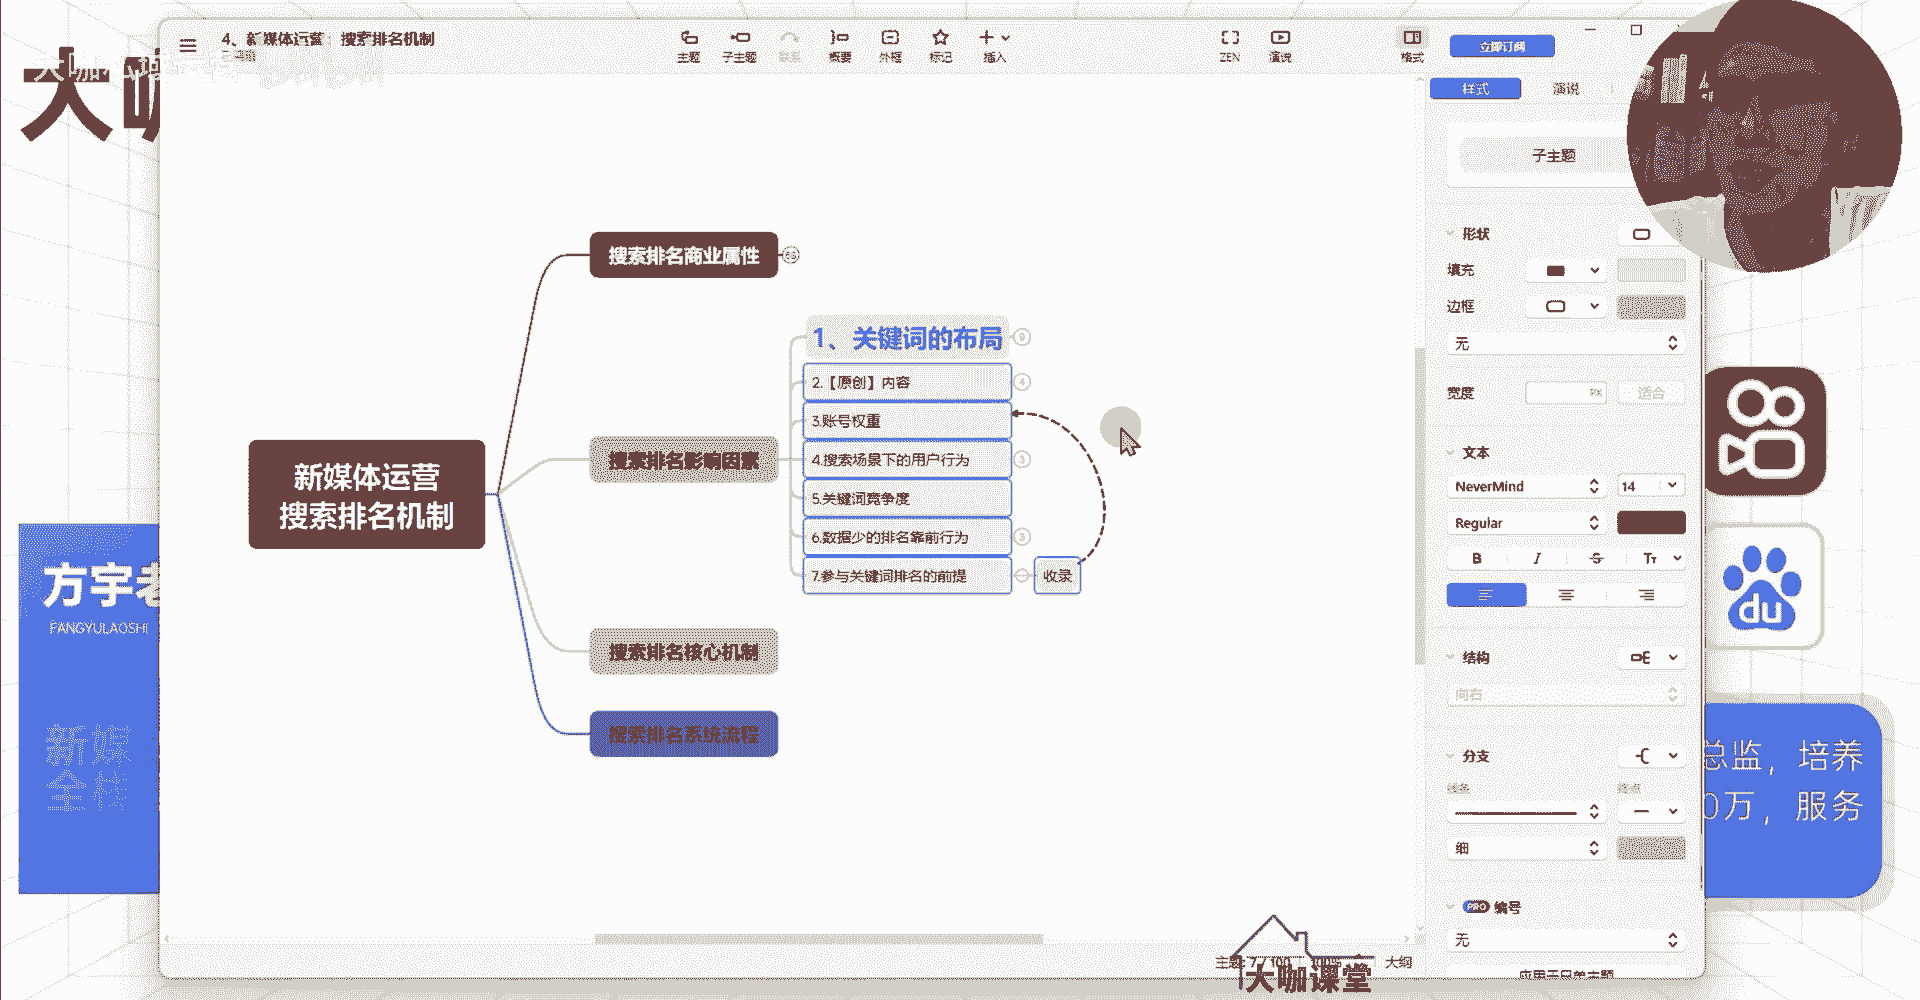 4、新媒体运营：搜索排名机制
主题
子主题
联系
概要
外框
标记
插入
ZEN
演说
格式
立即订阅
大咖
样式
演说
子主题
搜索排名商业属性
形状
填充
边框
无
1、关键词的布局
9
2.【原创】内容
4
宽度
PX
适合
3.账号权重
4.搜索场景下的用户行为
3
搜索排名影响因素
文本
新媒体运营
搜索排名机制
NeverMind
14
5.关键词竞争度
Regular
6.数据少的排名靠前行为
3
B I S Tт
7.参与关键词排名的前提
收录
方宇老
FANGYULAOSHI
du
搜索排名核心机制
结构
向右
搜索排名系统流程
新媒
全栈
分支
总监，培养
0万，服务
细
PRO 编号
无
主题: 7 / 100
100%
大纲
大咖课堂